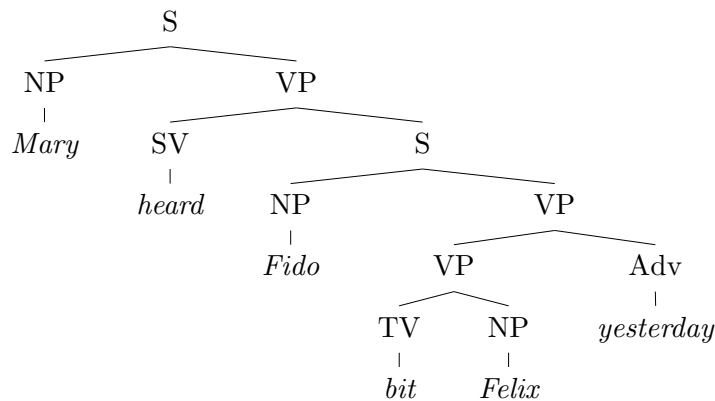 S
NP VP
Mary SV S
heard NP VP
Fido VP Adv
TV NP yesterday
bit Felix